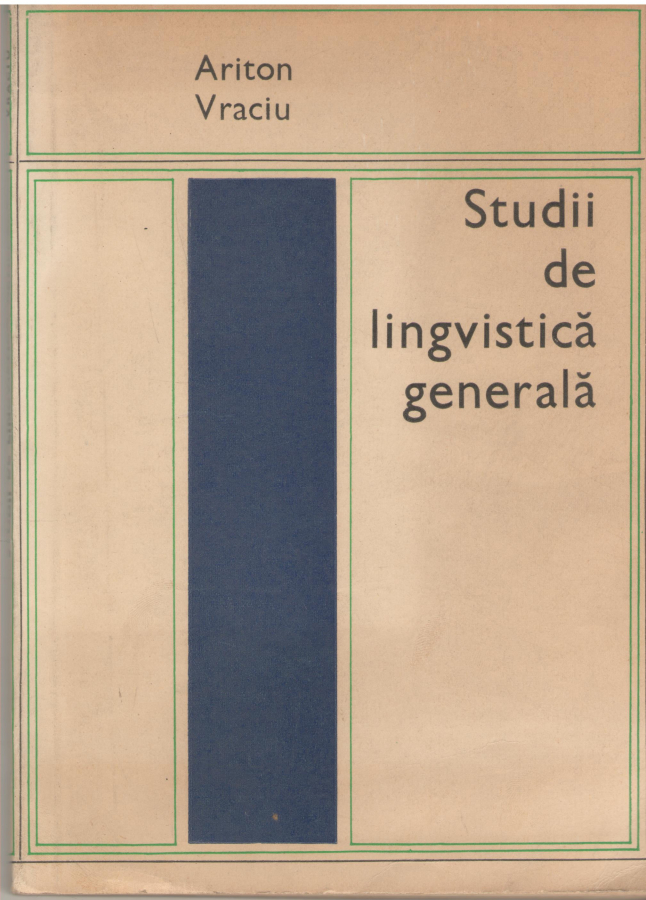 Ariton
Vraciu
Studii
de
lingvistică
generală